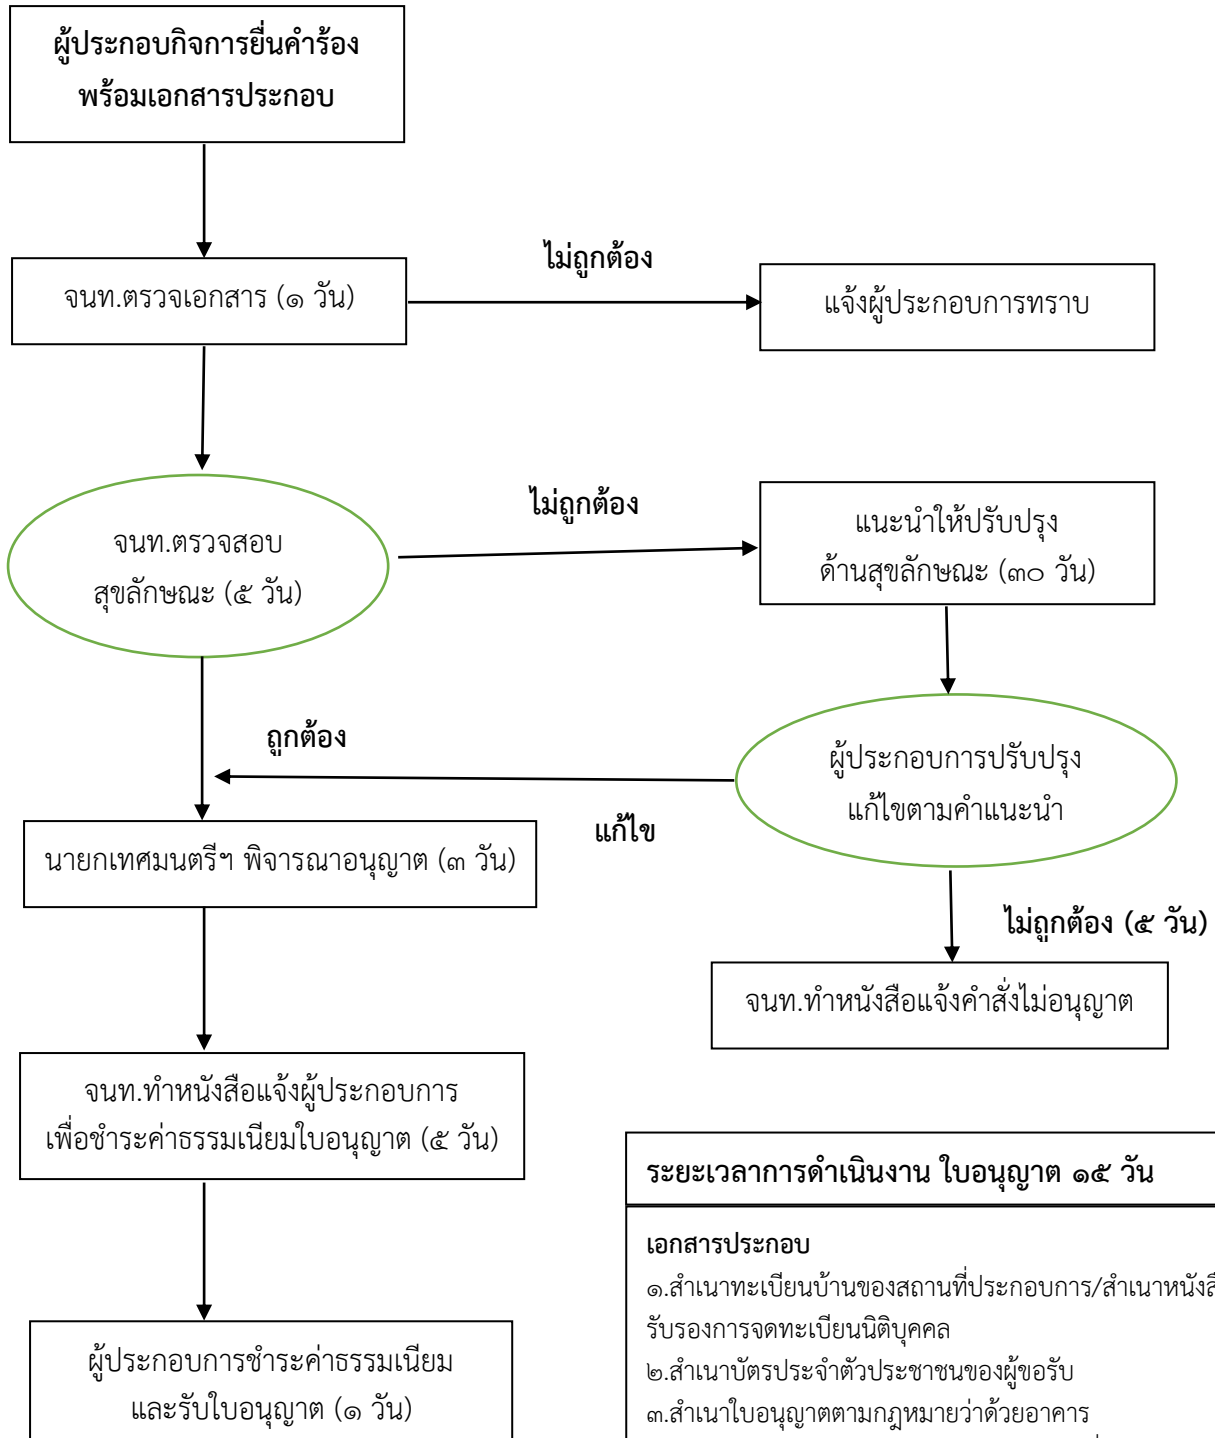 ผู้ประกอบกิจการยื่นคำร้อง
พร้อมเอกสารประกอบ
จนท.ตรวจเอกสาร (๑ วัน)
ไม่ถูกต้อง
แจ้งผู้ประกอบการทราบ
จนท.ตรวจสอบ
สุขลักษณะ (๕ วัน)
ไม่ถูกต้อง
แนะนำให้ปรับปรุง
ด้านสุขลักษณะ (๓๐ วัน)
ถูกต้อง
ผู้ประกอบการปรับปรุง
แก้ไขตามคำแนะนำ
แก้ไข
นายกเทศมนตรีฯ พิจารณาอนุญาต (๓ วัน)
ไม่ถูกต้อง (๕ วัน)
จนท.ทำหนังสือแจ้งคำสั่งไม่อนุญาต
จนท.ทำหนังสือแจ้งผู้ประกอบการ
เพื่อชำระค่าธรรมเนียมใบอนุญาต (๕ วัน)
ผู้ประกอบการชำระค่าธรรมเนียม
และรับใบอนุญาต (๑ วัน)
ระยะเวลาการดำเนินงาน ใบอนุญาต ๑๕ วัน
เอกสารประกอบ
๑.สำเนาทะเบียนบ้านของสถานที่ประกอบการ/สำเนาหนังสื
รับรองการจดทะเบียนนิติบุคคล
๒.สำเนาบัตรประจำตัวประชาชนของผู้ขอรับ
๓.สำเนาใบอนุญาตตามกฎหมายว่าด้วยอาคาร